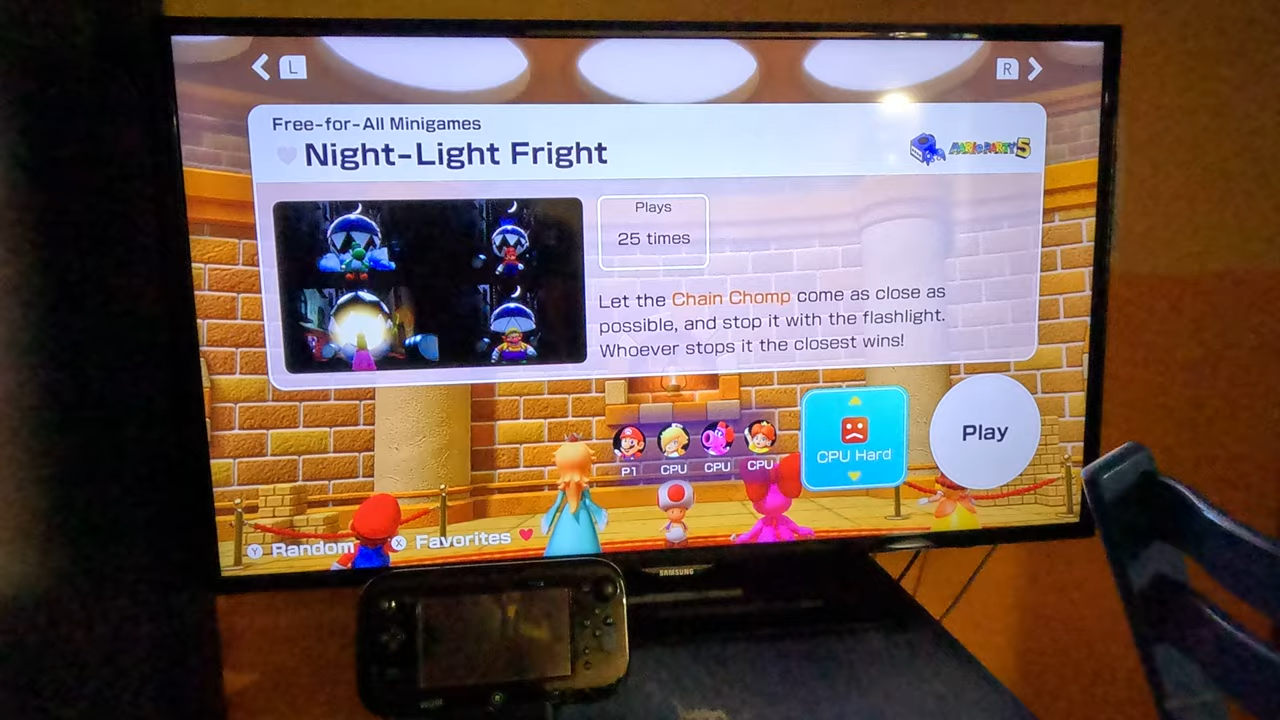 L
R
Free-for-All Minigames
Night-Light Fright
MARIO PARTY 5
Plays
25 times
Let the Chain Chomp come as close as
possible, and stop it with the flashlight.
Whoever stops it the closest wins!
P1 CPU CPU CPU
CPU Hard
Play
Y Random X Favorites
SAMSUNG